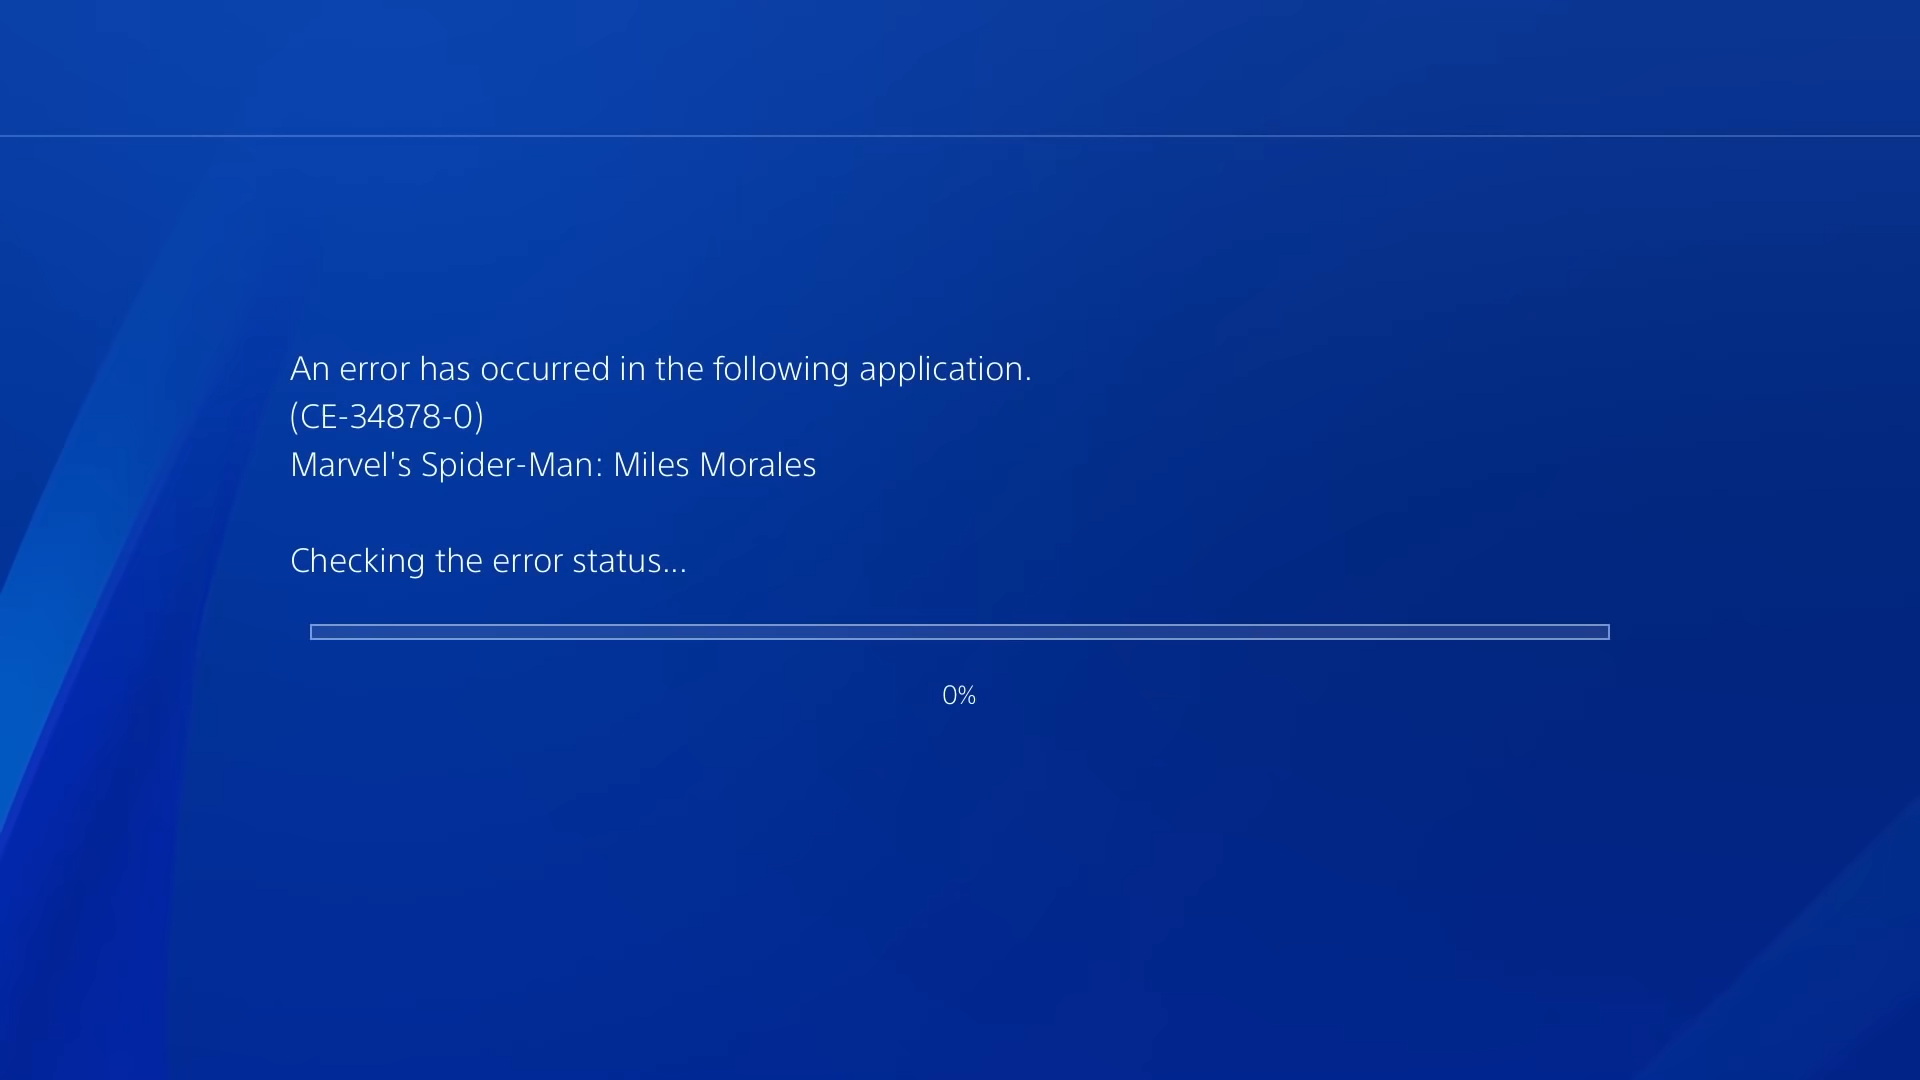 An error has occurred in the following application.
(CE-34878-0)
Marvel's Spider-Man: Miles Morales
Checking the error status...
0%